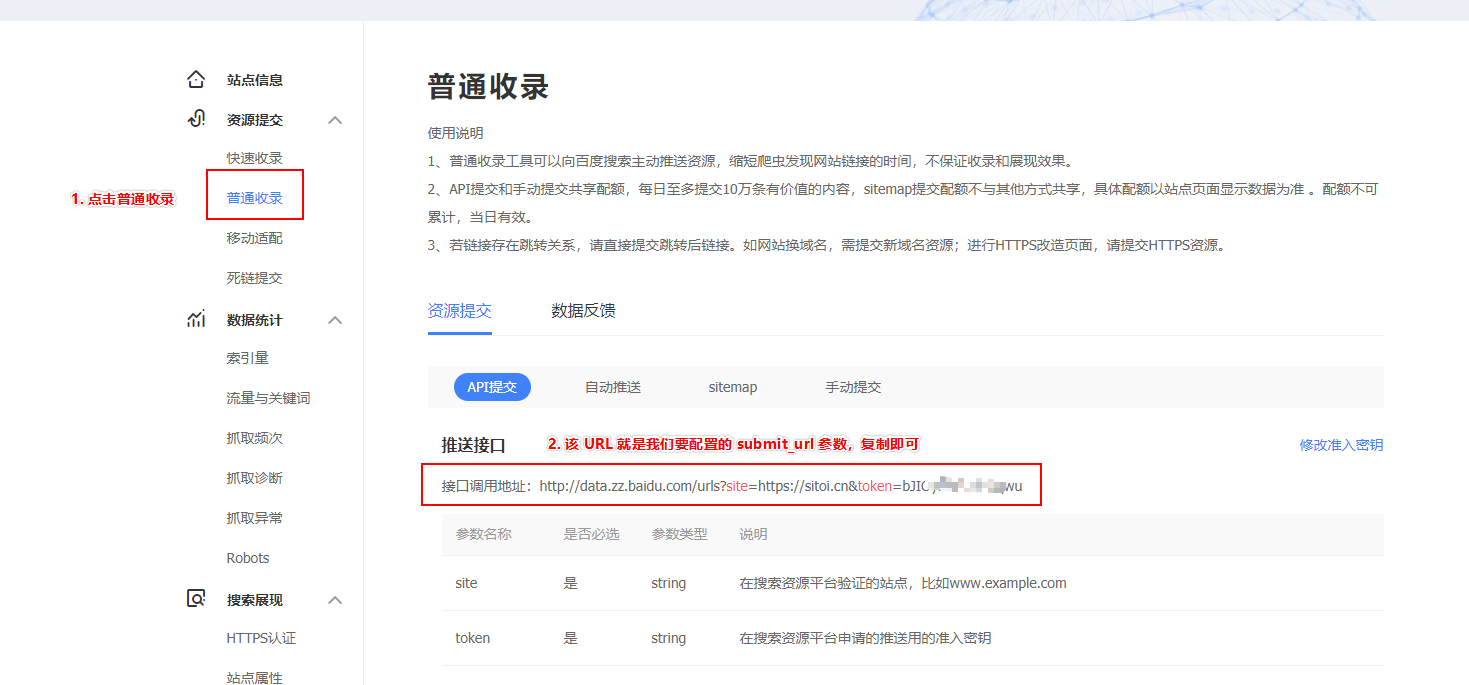 站点信息
资源提交
快速收录
1. 点击普通收录
普通收录
移动适配
死链提交
数据统计
索引量
流量与关键词
抓取频次
抓取诊断
抓取异常
Robots
搜索展现
HTTPS认证
站点属性
普通收录
使用说明
1、普通收录工具可以向百度搜索主动推送资源，缩短爬虫发现网站链接的时间，不保证收录和展现效果。
2、API提交和手动提交共享配额，每日至多提交10万条有价值的内容，sitemap提交配额不与其他方式共享，具体配额以站点页面显示数据为准 。配额不可
累计，当日有效。
3、若链接存在跳转关系，请直接提交跳转后链接。如网站换域名，需提交新域名资源；进行HTTPS改造页面，请提交HTTPS资源。
资源提交 数据反馈
API提交 自动推送 sitemap 手动提交
推送接口 2. 该 URL 就是我们要配置的 submit_url 参数，复制即可 修改准入密钥
接口调用地址：http://data.zz.baidu.com/urls?site=https://sitoi.cn&token=
参数名称 是否必选 参数类型 说明
site 是 string 在搜索资源平台验证的站点，比如www.example.com
token 是 string 在搜索资源平台申请的推送用的准入密钥